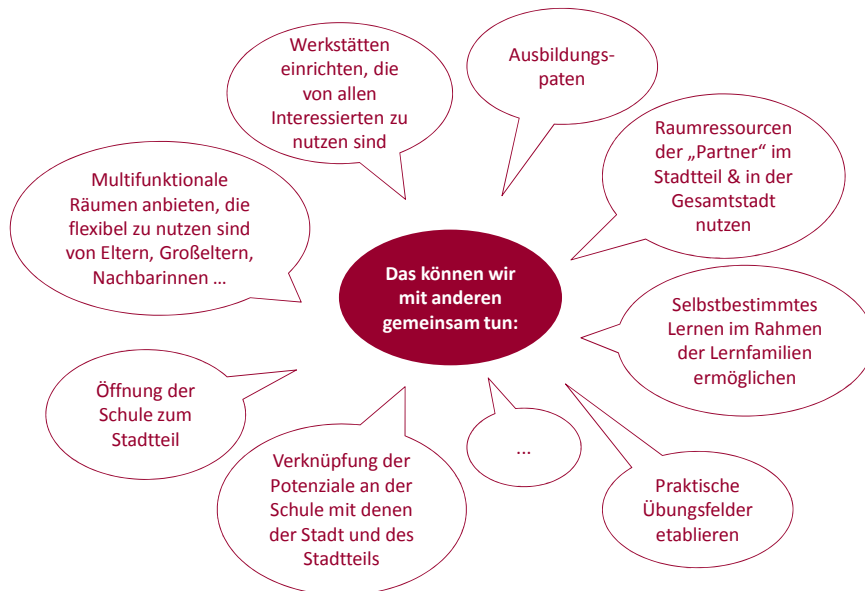 Werkstätten
einrichten, die
von allen
Interessierten zu
nutzen sind
Ausbildungs-
paten
Raumressourcen
der „Partner“ im
Stadtteil & in der
Gesamtstadt
nutzen
Multifunktionale
Räumen anbieten, die
flexibel zu nutzen sind
von Eltern, Großeltern,
Nachbarinnen …
Das können wir
mit anderen
gemeinsam tun:
Selbstbestimmtes
Lernen im Rahmen
der Lernfamilien
ermöglichen
Öffnung der
Schule zum
Stadtteil
Verknüpfung der
Potenziale an der
Schule mit denen
der Stadt und des
Stadtteils
...
Praktische
Übungsfelder
etablieren